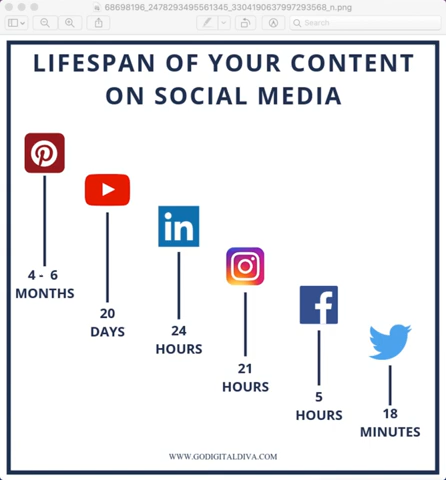 68698196_2478293495561345_3304190637997293568_n.png
Search
LIFESPAN OF YOUR CONTENT
ON SOCIAL MEDIA
4 - 6
MONTHS
20
DAYS
in
24
HOURS
21
HOURS
f
5
HOURS
18
MINUTES
WWW.GODIGITALDIVA.COM